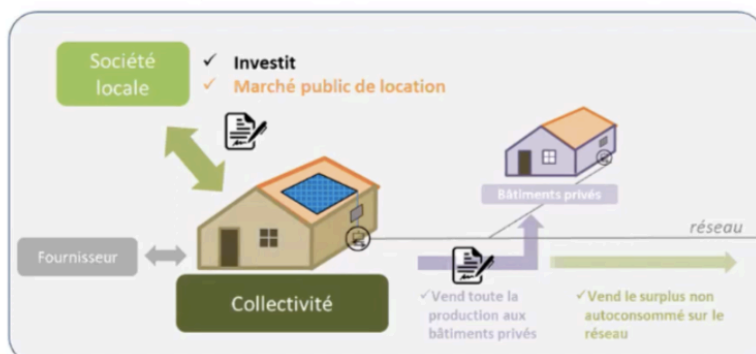 Société
locale
✓ Investit
✓ Marché public de location
Bâtiments privés
réseau
Fournisseur
Collectivité
✓Vend toute la
production aux
bâtiments privés
✓Vend le surplus non
autoconsommé sur le
réseau